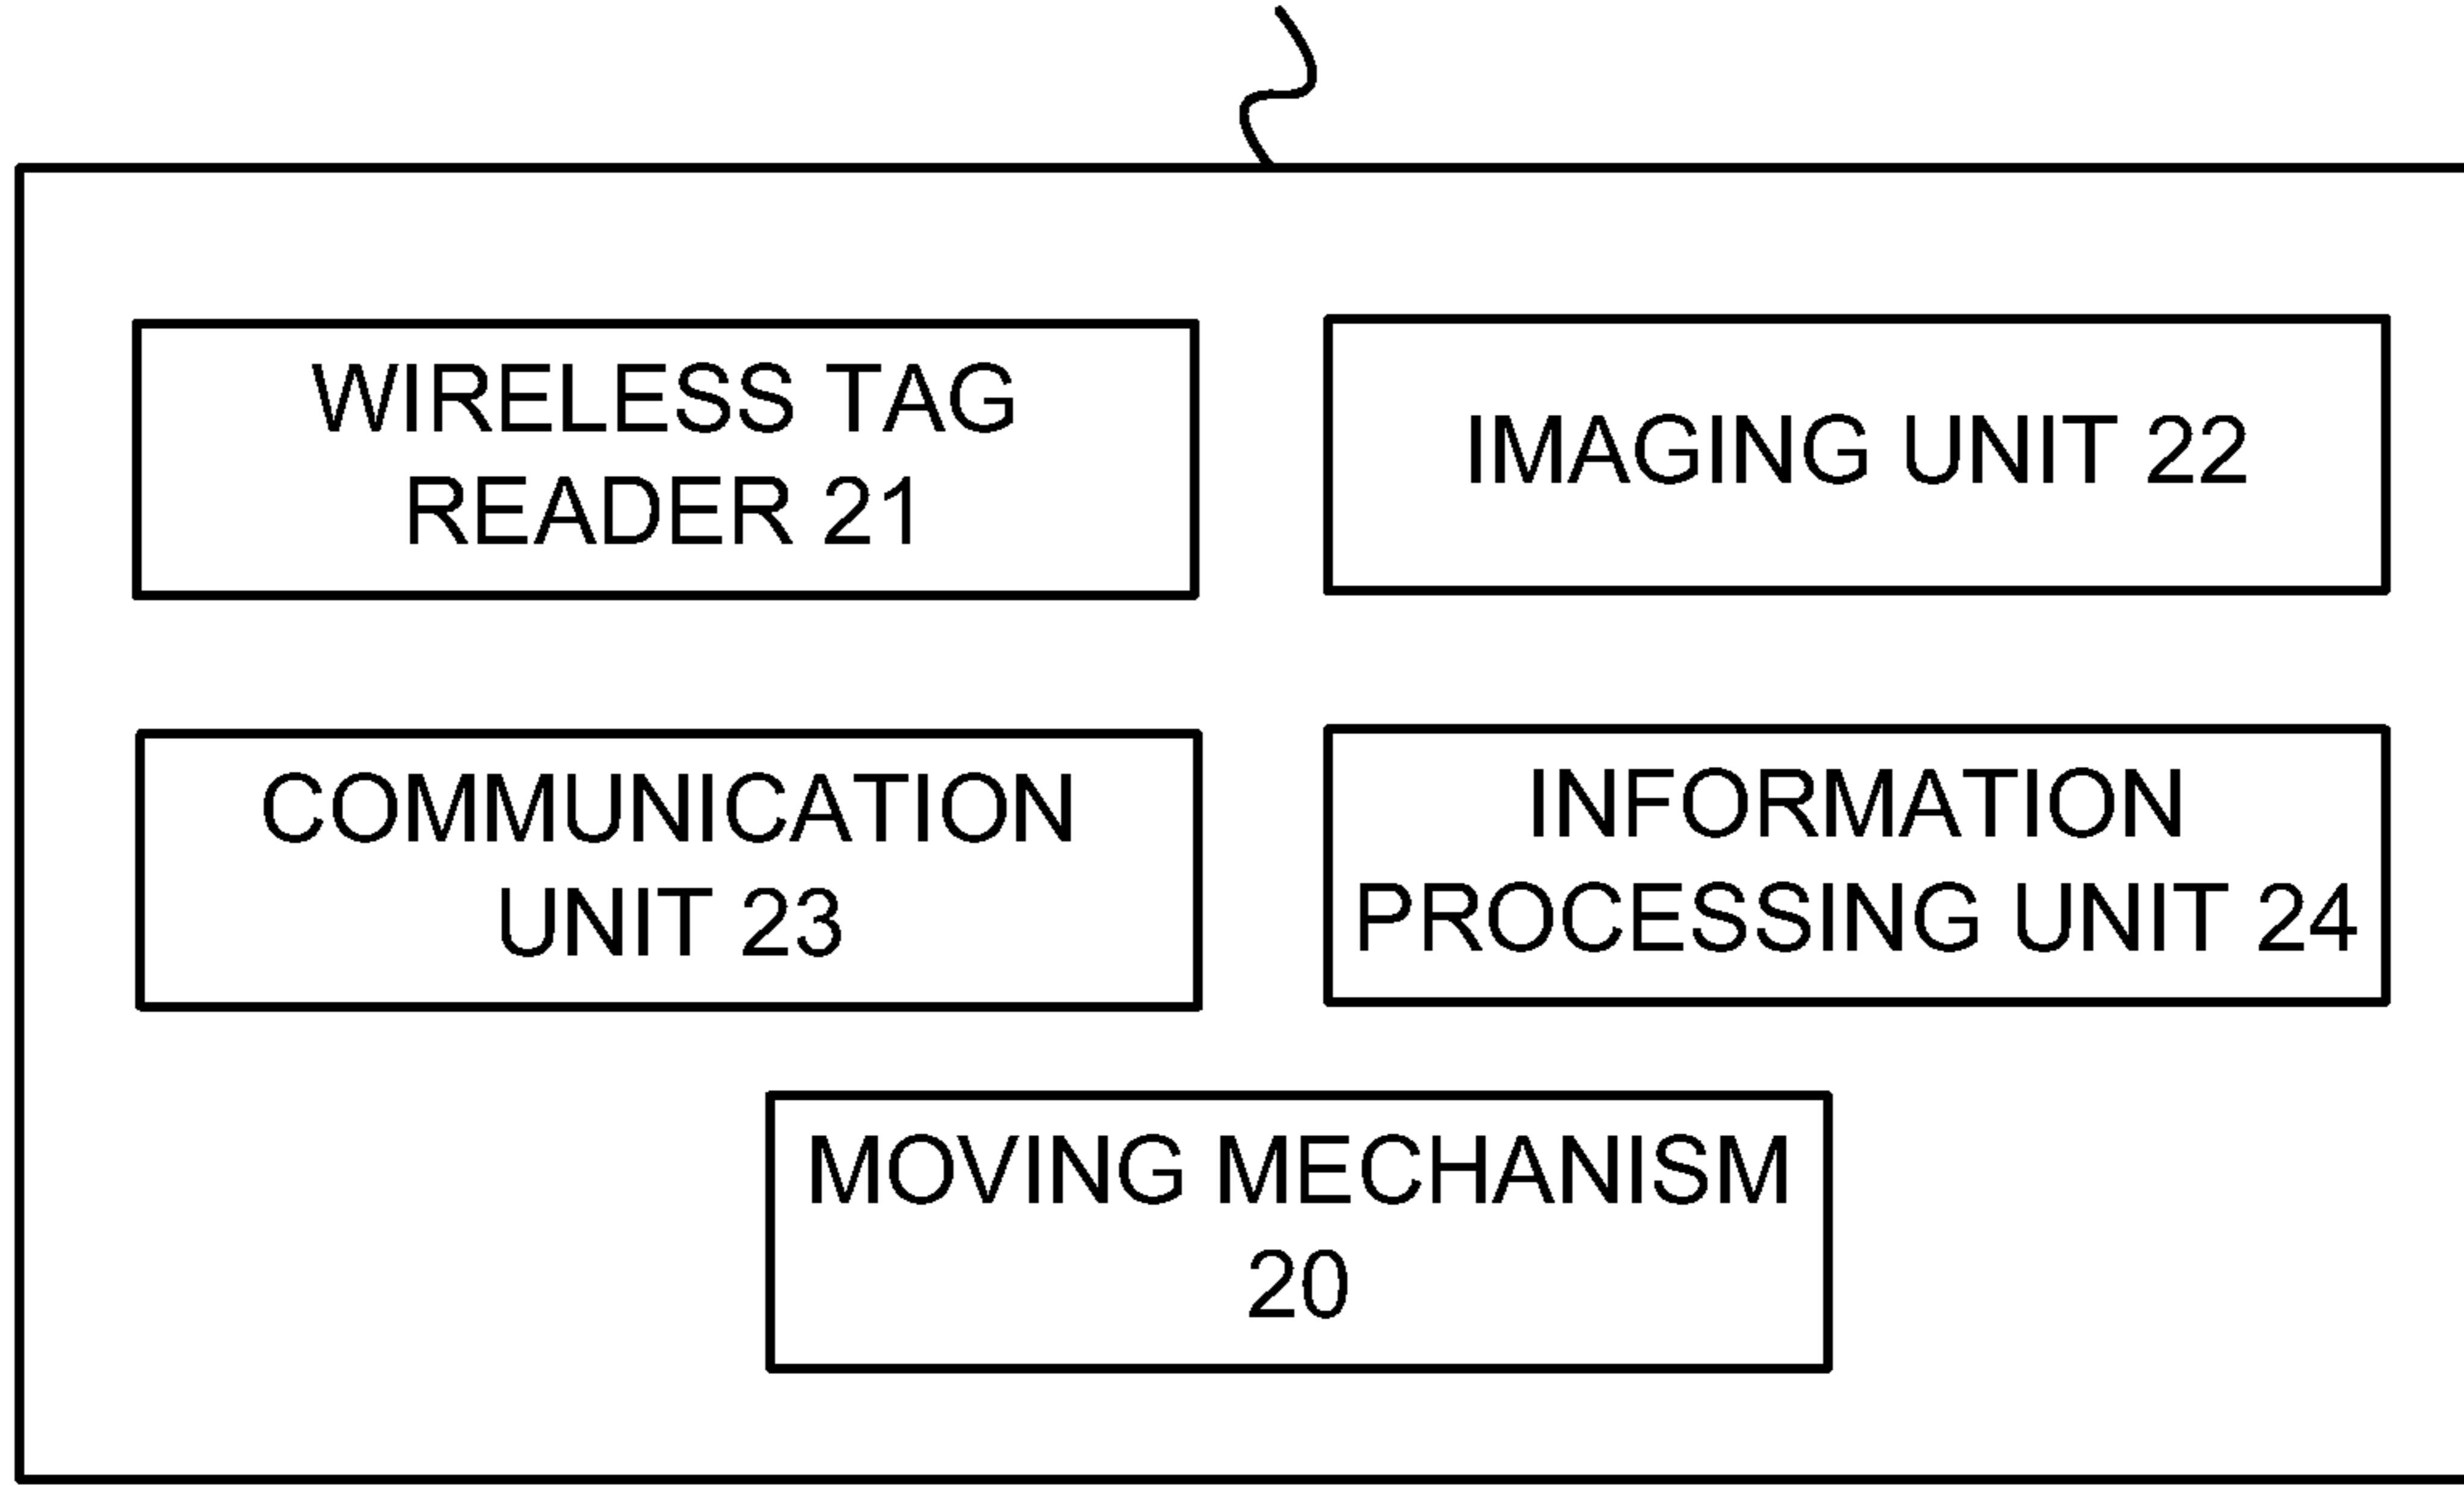 WIRELESS TAG
READER 21
IMAGING UNIT 22
COMMUNICATION
UNIT 23
INFORMATION
PROCESSING UNIT 24
MOVING MECHANISM
20